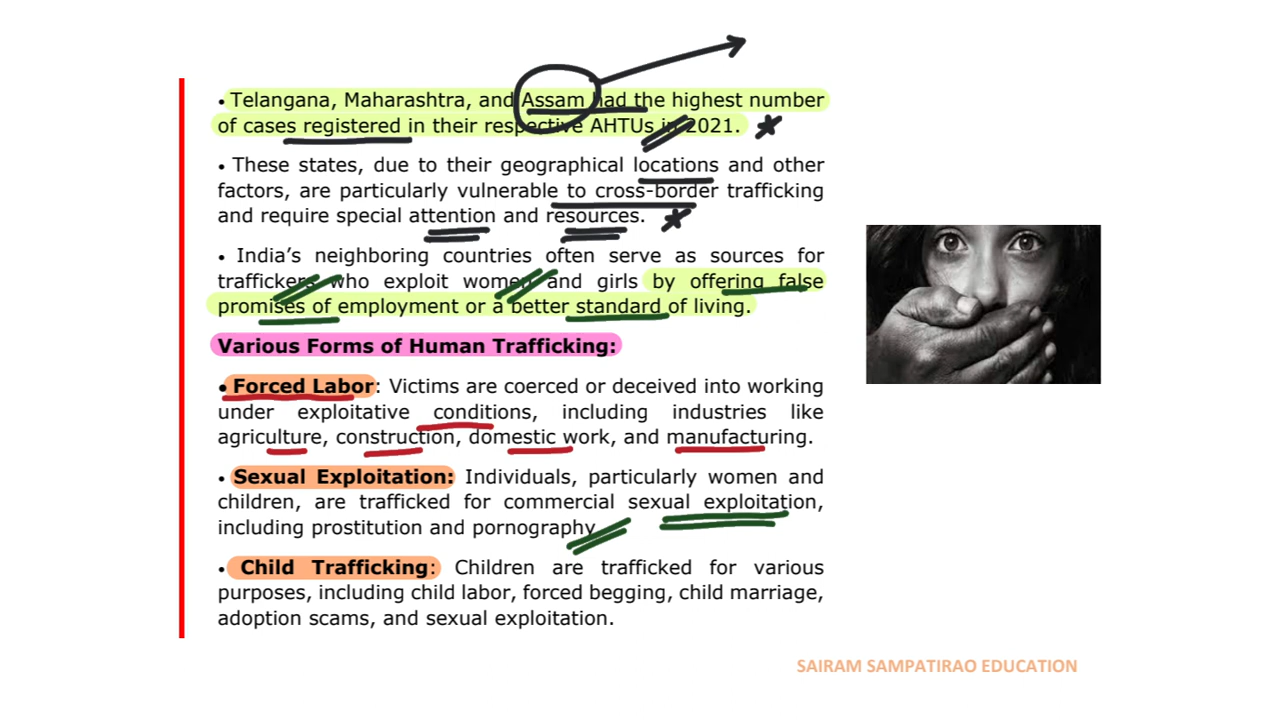 • Telangana, Maharashtra, and Assam had the highest number
of cases registered in their respective AHTUs in 2021.
• These states, due to their geographical locations and other
factors, are particularly vulnerable to cross-border trafficking
and require special attention and resources.
• India’s neighboring countries often serve as sources for
traffickers who exploit women and girls by offering false
promises of employment or a better standard of living.
Various Forms of Human Trafficking:
• Forced Labor: Victims are coerced or deceived into working
under exploitative conditions, including industries like
agriculture, construction, domestic work, and manufacturing.
• Sexual Exploitation: Individuals, particularly women and
children, are trafficked for commercial sexual exploitation,
including prostitution and pornography.
• Child Trafficking: Children are trafficked for various
purposes, including child labor, forced begging, child marriage,
adoption scams, and sexual exploitation.
SAIRAM SAMPATIRAO EDUCATION